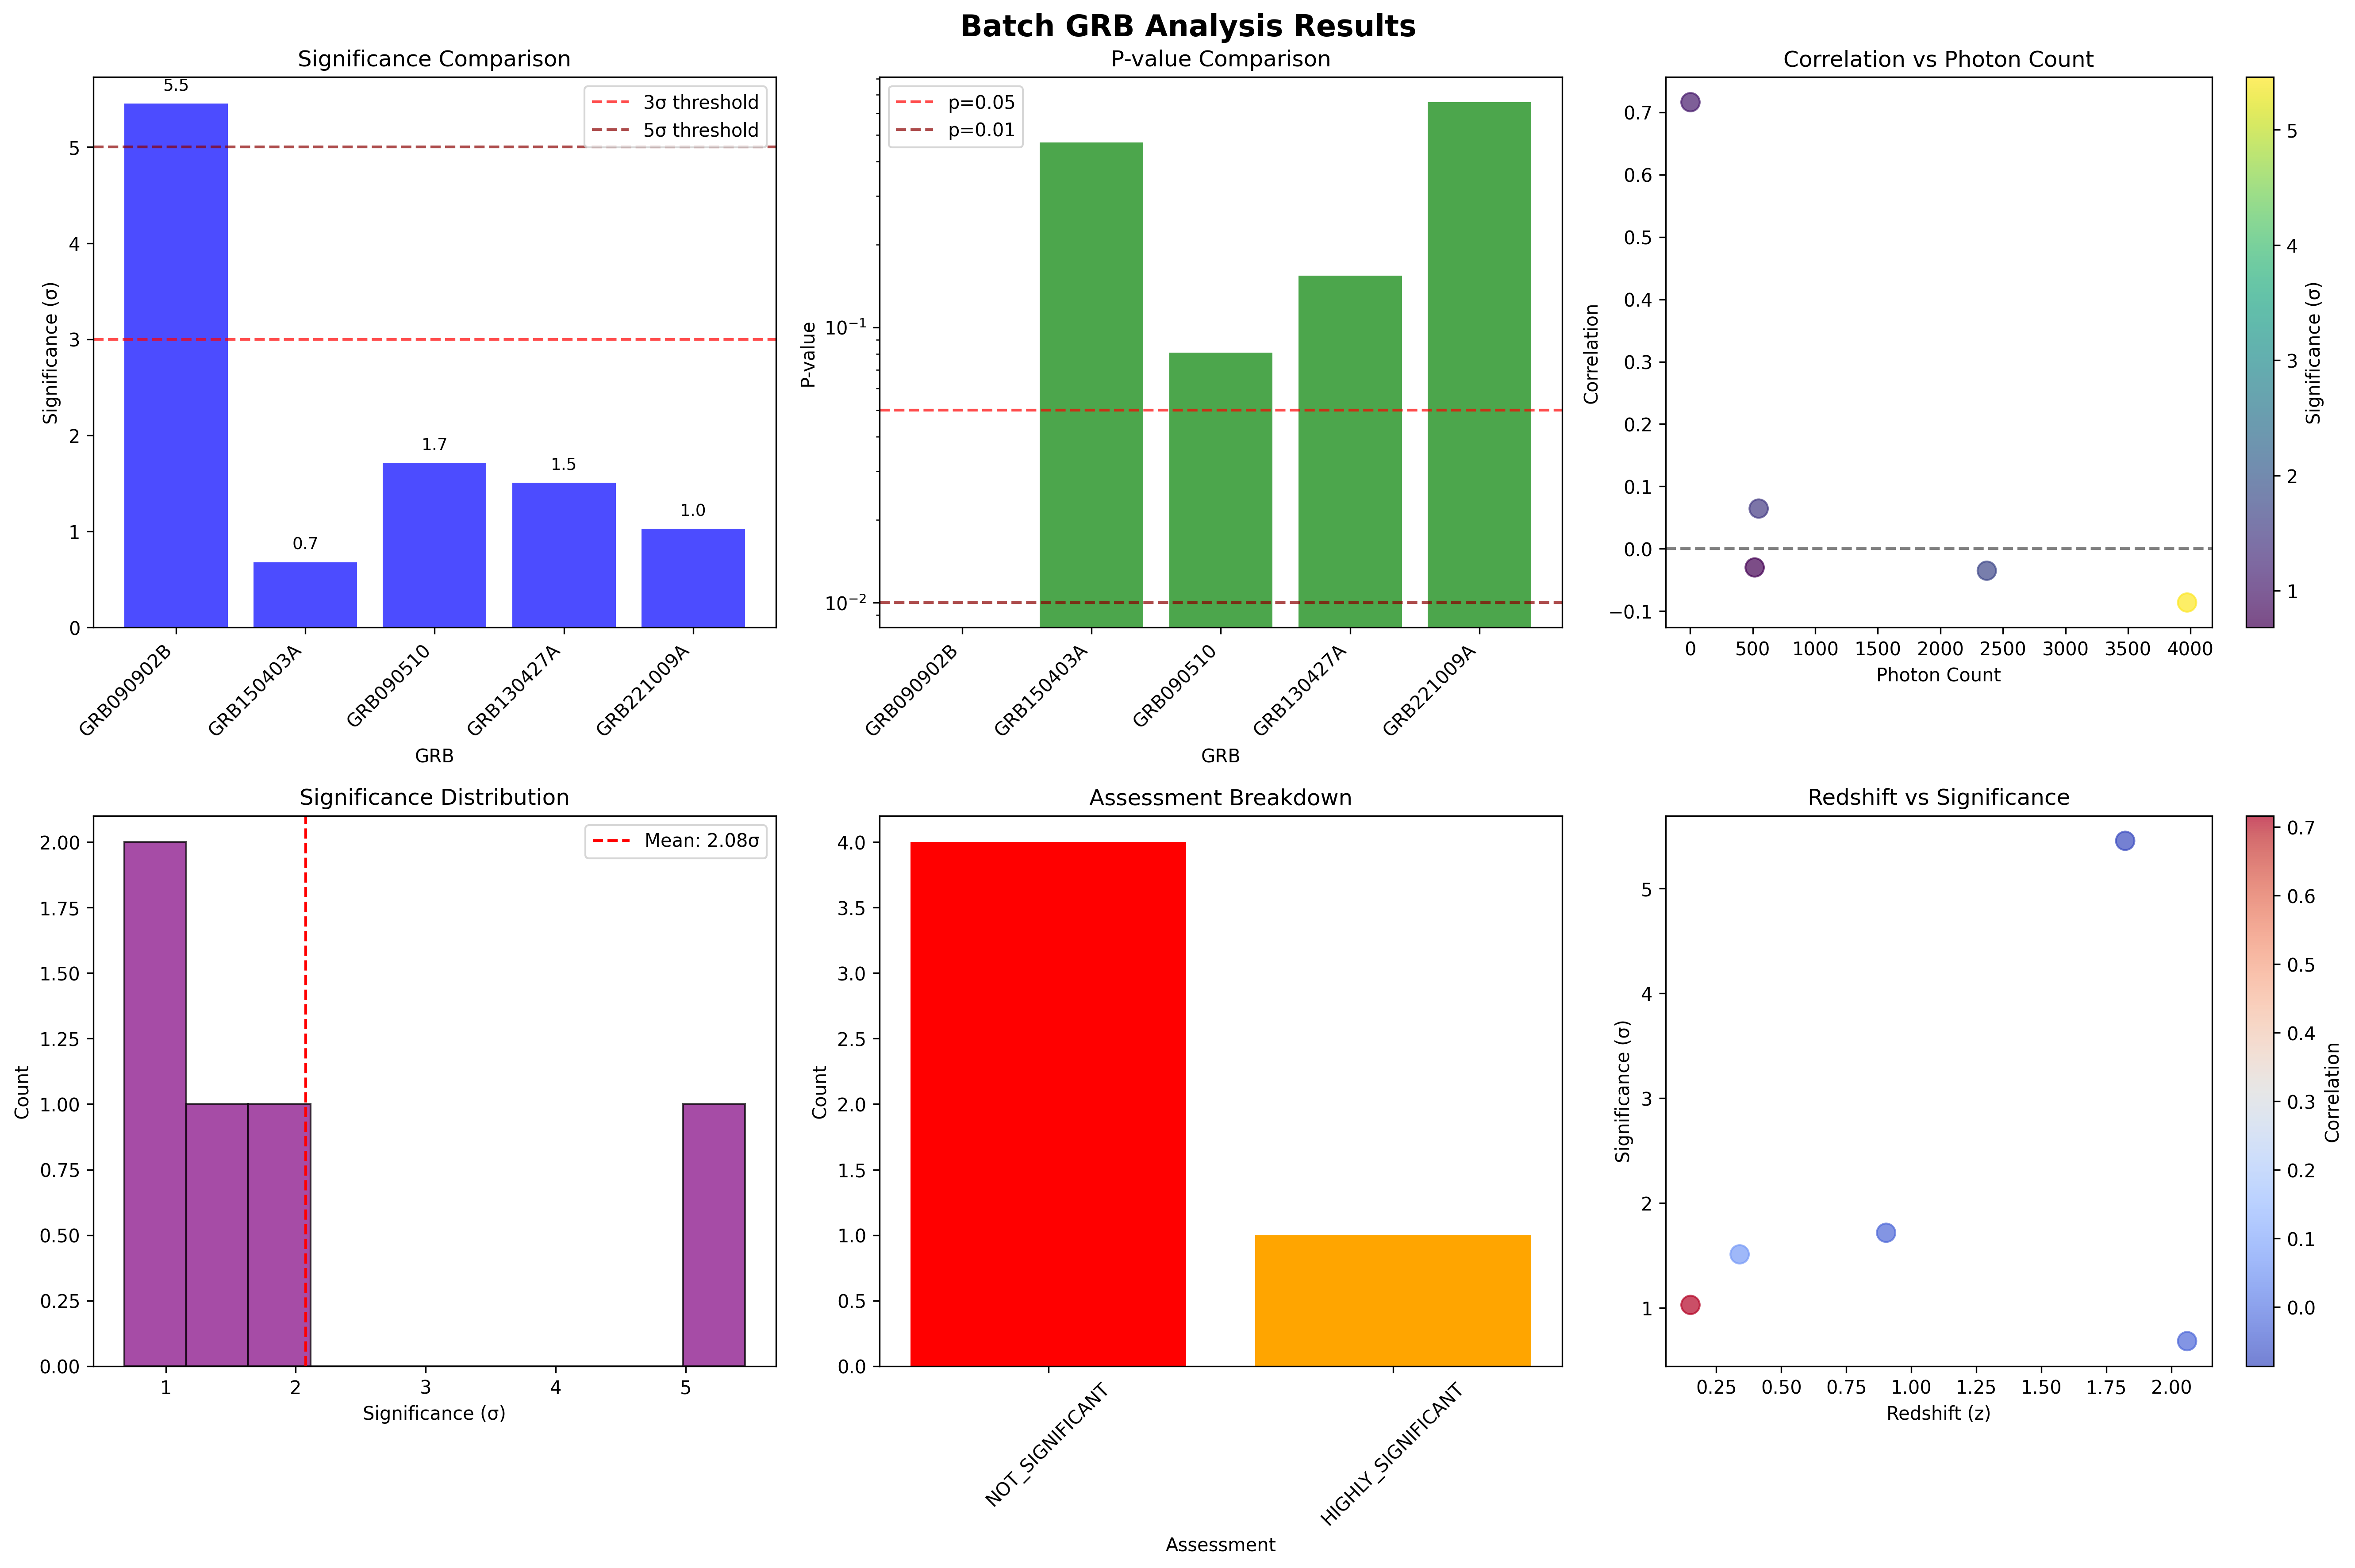 Batch GRB Analysis Results
Significance Comparison
5.5
0.7
1.7
1.5
1.0
3σ threshold
5σ threshold
Significance (σ)
5
4
3
2
1
0
GRB090902B
GRB150403A
GRB090510
GRB130427A
GRB221009A
GRB
P-value Comparison
p=0.05
p=0.01
P-value
10⁻¹
10⁻²
GRB090902B
GRB150403A
GRB090510
GRB130427A
GRB221009A
GRB
Correlation vs Photon Count
Correlation
0.7
0.6
0.5
0.4
0.3
0.2
0.1
0.0
−0.1
0 500 1000 1500 2000 2500 3000 3500 4000
Photon Count
5
4
3
2
1
Significance (σ)
Significance Distribution
Mean: 2.08σ
Count
2.00
1.75
1.50
1.25
1.00
0.75
0.50
0.25
0.00
1 2 3 4 5
Significance (σ)
Assessment Breakdown
Count
4.0
3.5
3.0
2.5
2.0
1.5
1.0
0.5
0.0
NOT_SIGNIFICANT
HIGHLY_SIGNIFICANT
Assessment
Redshift vs Significance
Significance (σ)
5
4
3
2
1
0.25 0.50 0.75 1.00 1.25 1.50 1.75 2.00
Redshift (z)
0.7
0.6
0.5
0.4
0.3
0.2
0.1
0.0
Correlation